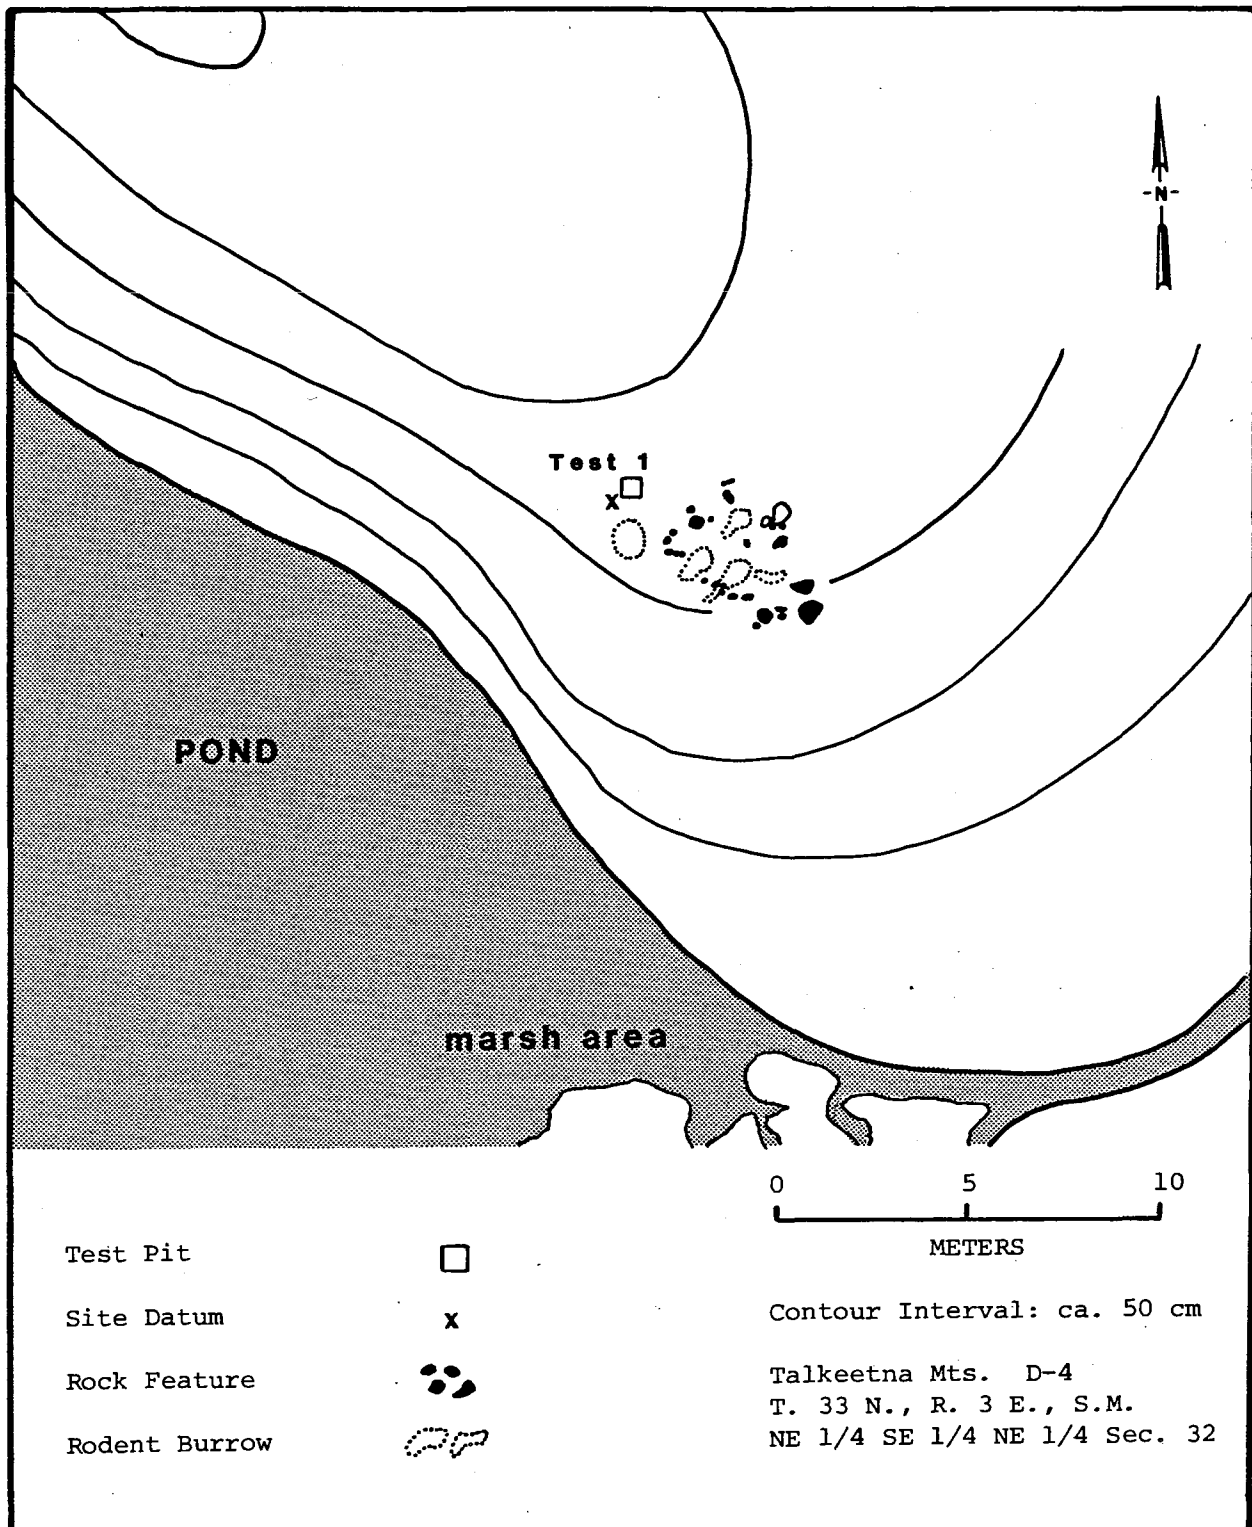 -N-
Test 1
x
POND
marsh area
0 5 10
METERS
Test Pit
Site Datum x
Rock Feature
Rodent Burrow
Contour Interval: ca. 50 cm
Talkeetna Mts. D-4
T. 33 N., R. 3 E., S.M.
NE 1/4 SE 1/4 NE 1/4 Sec. 32